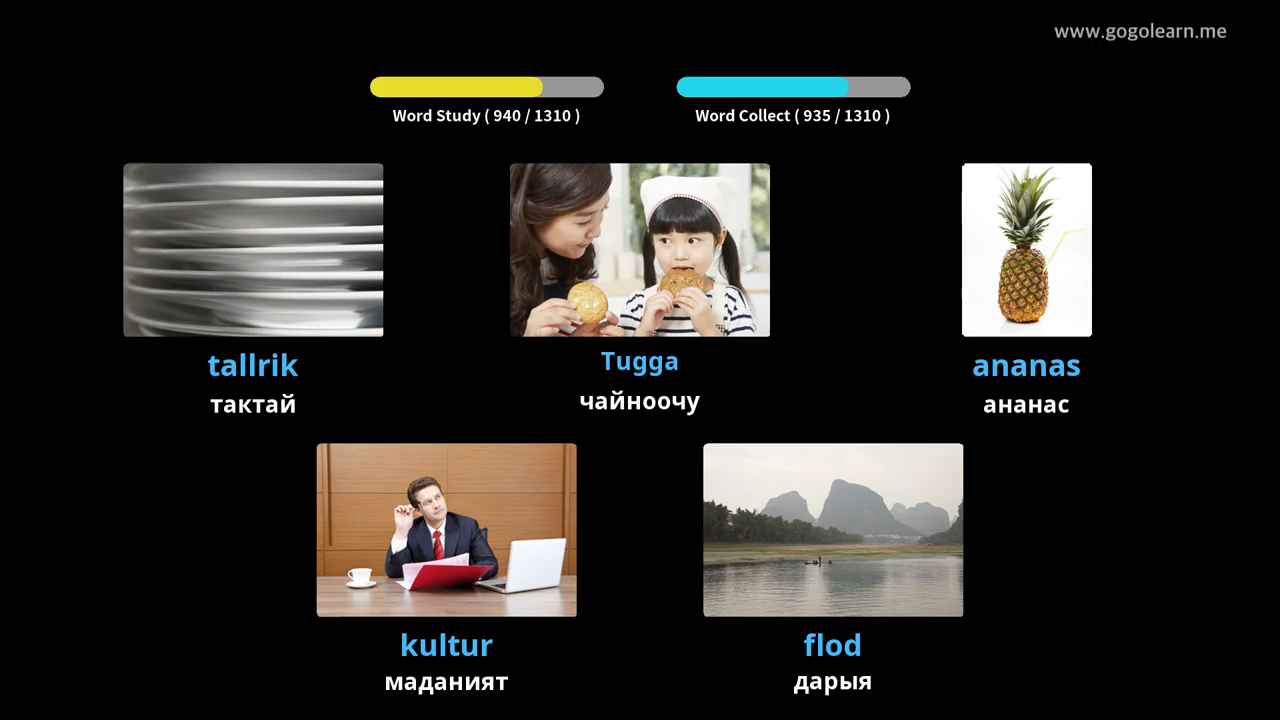 www.gogolearn.me
Word Study ( 940 / 1310 )
Word Collect ( 935 / 1310 )
tallrik
тактай
Tugga
чайноочу
ananas
ананас
kultur
маданият
flod
дарыя